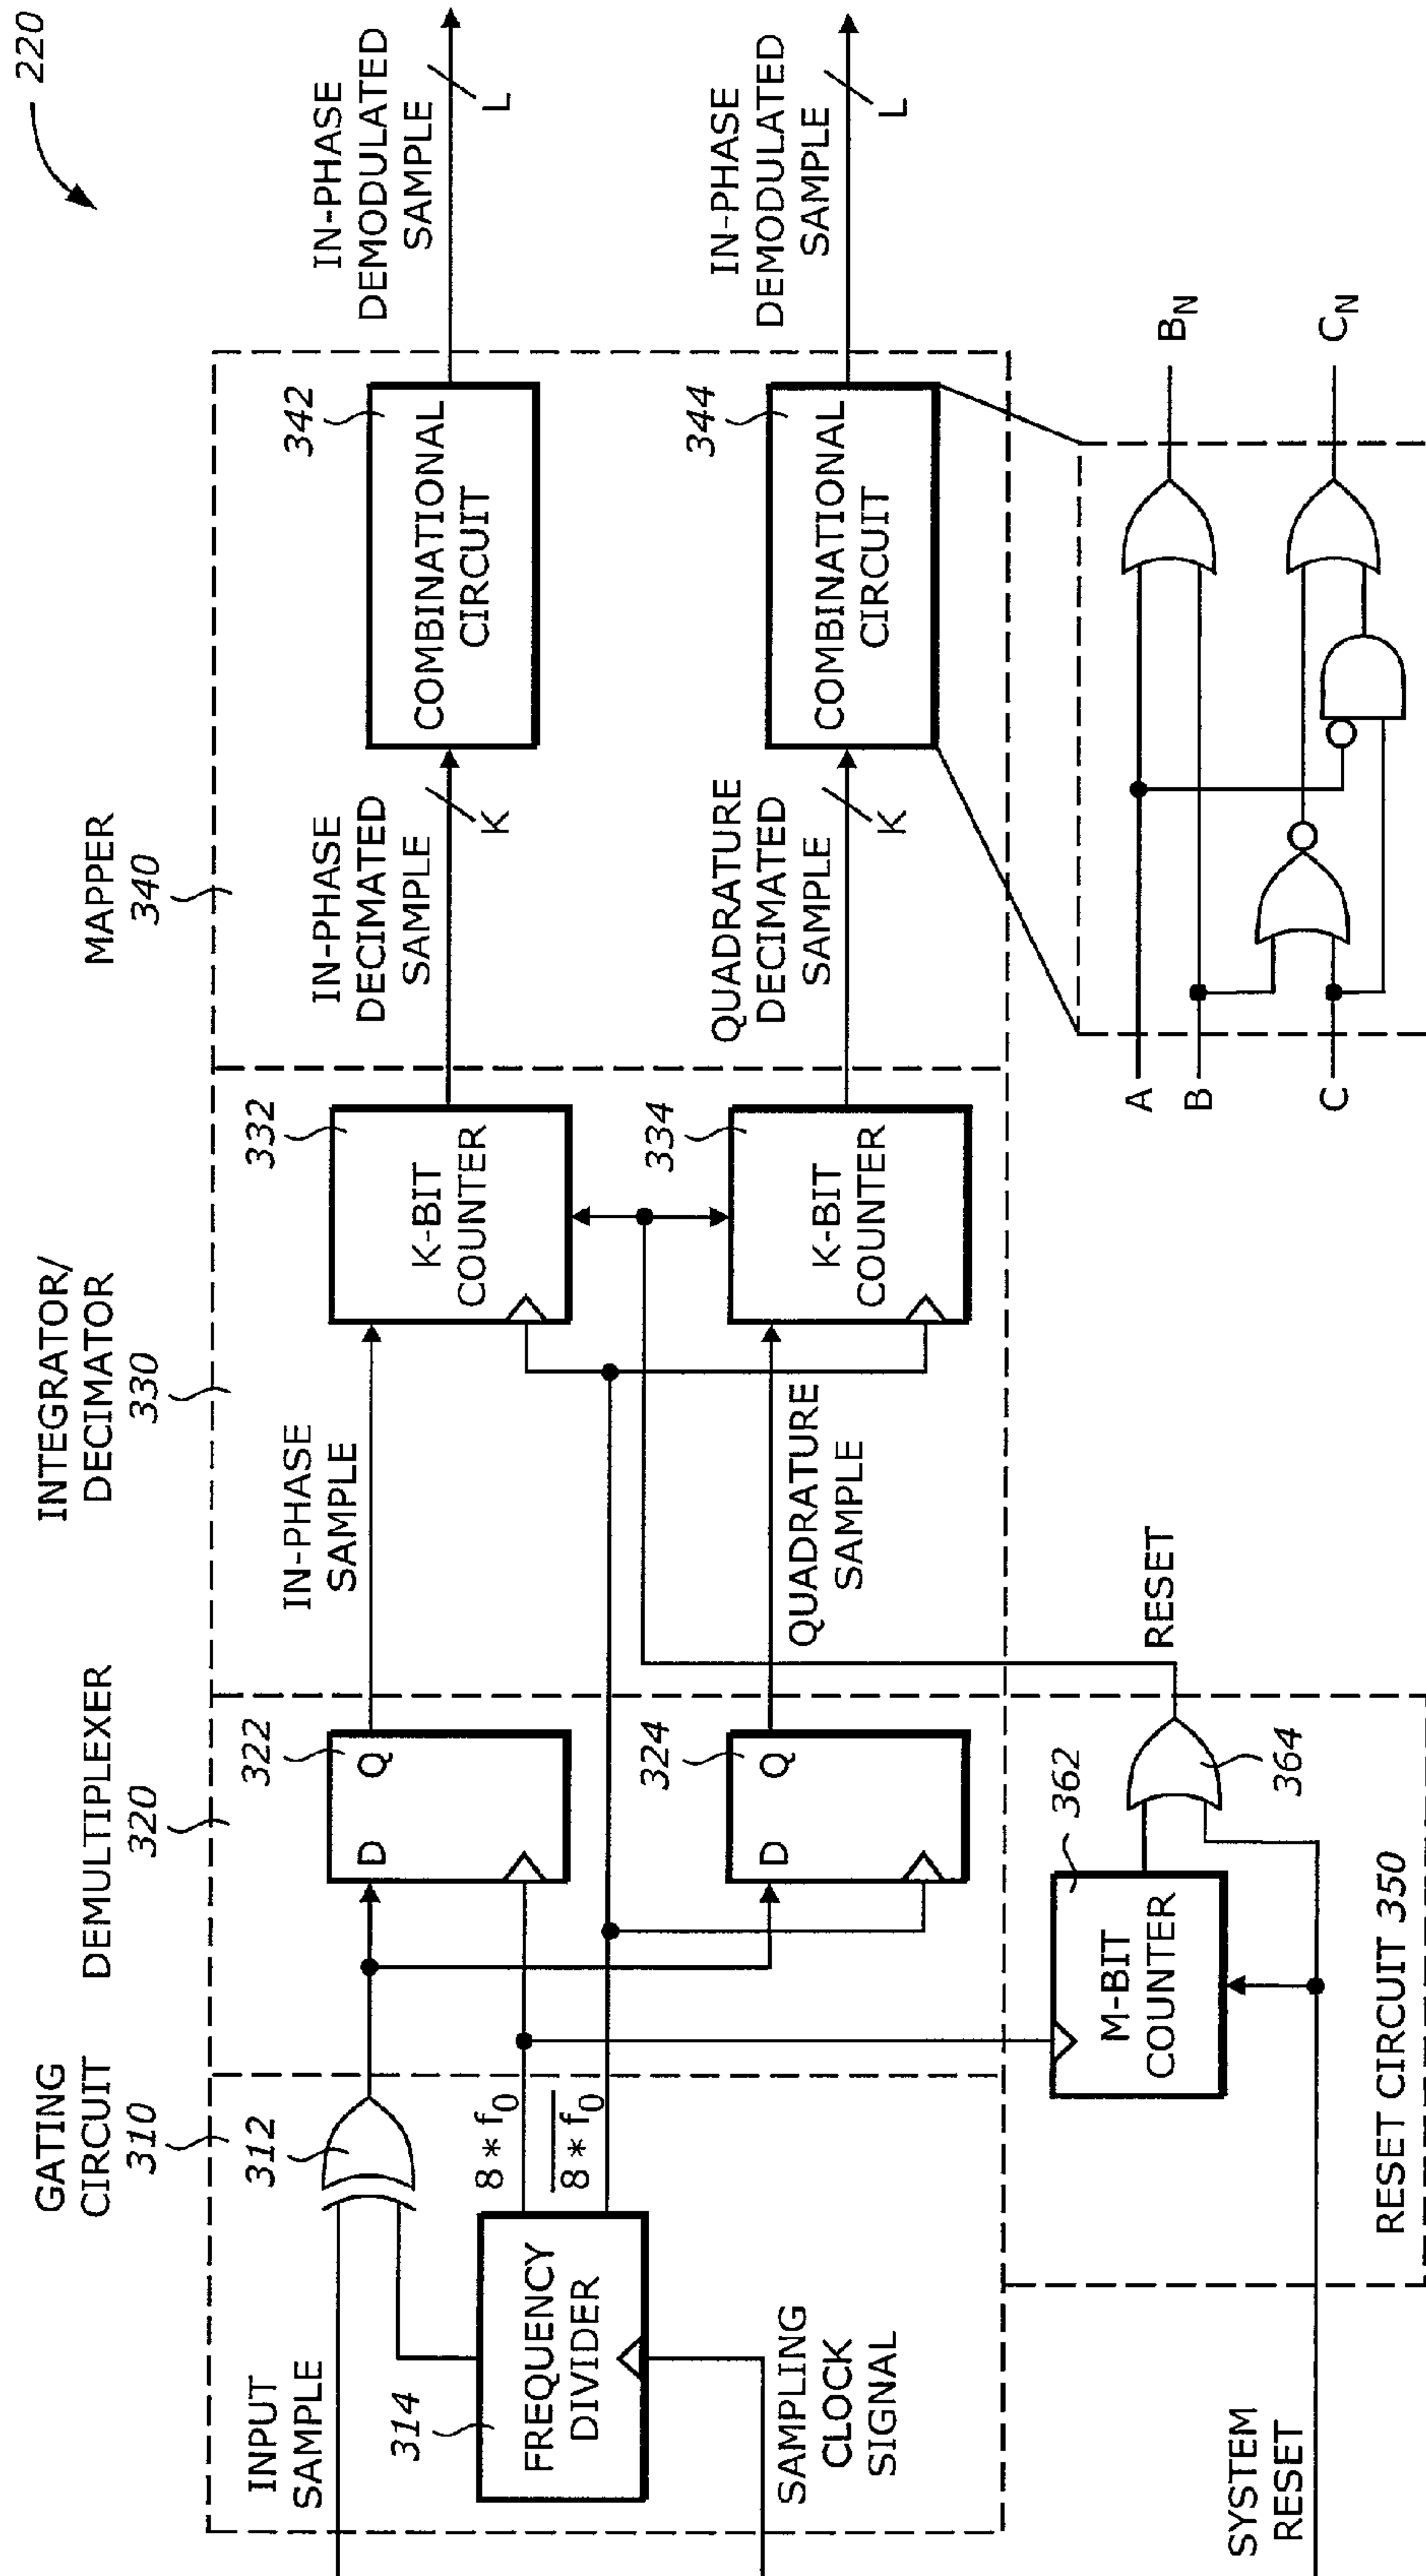 220
GATING
CIRCUIT
310
DEMULTIPLEXER
320
INTEGRATOR/
DECIMATOR
330
MAPPER
340
INPUT
SAMPLE
312
314
FREQUENCY
DIVIDER
8 * f0
8 * f0
SAMPLING
CLOCK
SIGNAL
322
D
Q
324
D
Q
IN-PHASE
SAMPLE
QUADRATURE
SAMPLE
332
K-BIT
COUNTER
334
K-BIT
COUNTER
IN-PHASE
DECIMATED
SAMPLE
K
QUADRATURE
DECIMATED
SAMPLE
K
342
COMBINATIONAL
CIRCUIT
344
COMBINATIONAL
CIRCUIT
IN-PHASE
DEMODULATED
SAMPLE
L
IN-PHASE
DEMODULATED
SAMPLE
L
SYSTEM
RESET
M-BIT
COUNTER
362
364
RESET
RESET CIRCUIT 350
A
B
C
BN
CN